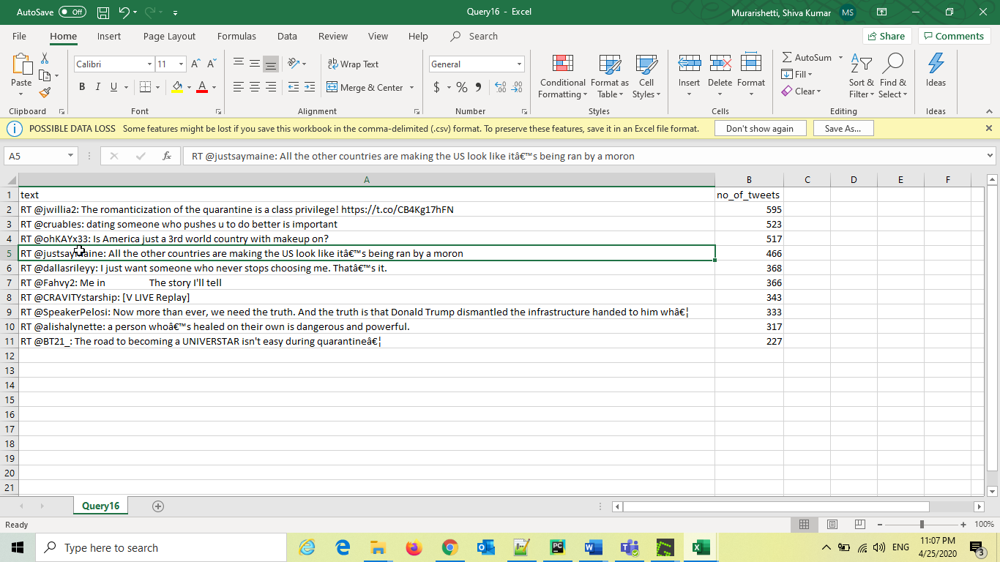 AutoSave Off Query16 - Excel Murarishetti, Shiva Kumar MS
File Home Insert Page Layout Formulas Data Review View Help Search Share Comments
Calibri 11 Wrap Text General AutoSum
Paste Conditional Formatting Format as Table Cell Styles Insert Delete Format Fill Sort & Filter Find & Select Ideas
B I U Merge & Center $ % Clear
Clipboard Font Alignment Number Styles Cells Editing Ideas
POSSIBLE DATA LOSS Some features might be lost if you save this workbook in the comma-delimited (.csv) format. To preserve these features, save it in an Excel file format. Don't show again Save As...
A5 fx RT @justsaymaine: All the other countries are making the US look like itâ€™s being ran by a moron
A B C D E F
1 text no_of_tweets
2 RT @jwillia2: The romanticization of the quarantine is a class privilege! https://t.co/CB4Kg17hFN 595
3 RT @cruabIes: dating someone who pushes u to do better is important 523
4 RT @ohKAYx33: Is America just a 3rd world country with makeup on? 517
5 RT @justsaymaine: All the other countries are making the US look like itâ€™s being ran by a moron 466
6 RT @dallasrileyy: I just want someone who never stops choosing me. Thatâ€™s it. 368
7 RT @Fahvy2: Me in The story I'll tell 366
8 RT @CRAVITYstarship: [V LIVE Replay] 343
9 RT @SpeakerPelosi: Now more than ever, we need the truth. And the truth is that Donald Trump dismantled the infrastructure handed to him whâ€¦ 333
10 RT @alishalynette: a person whoâ€™s healed on their own is dangerous and powerful. 317
11 RT @BT21_: The road to becoming a UNIVERSTAR isn't easy during quarantineâ€¦ 227
12
13
14
15
16
17
18
19
20
21
Query16
Ready 100%
Type here to search ENG 11:07 PM
4/25/2020 3